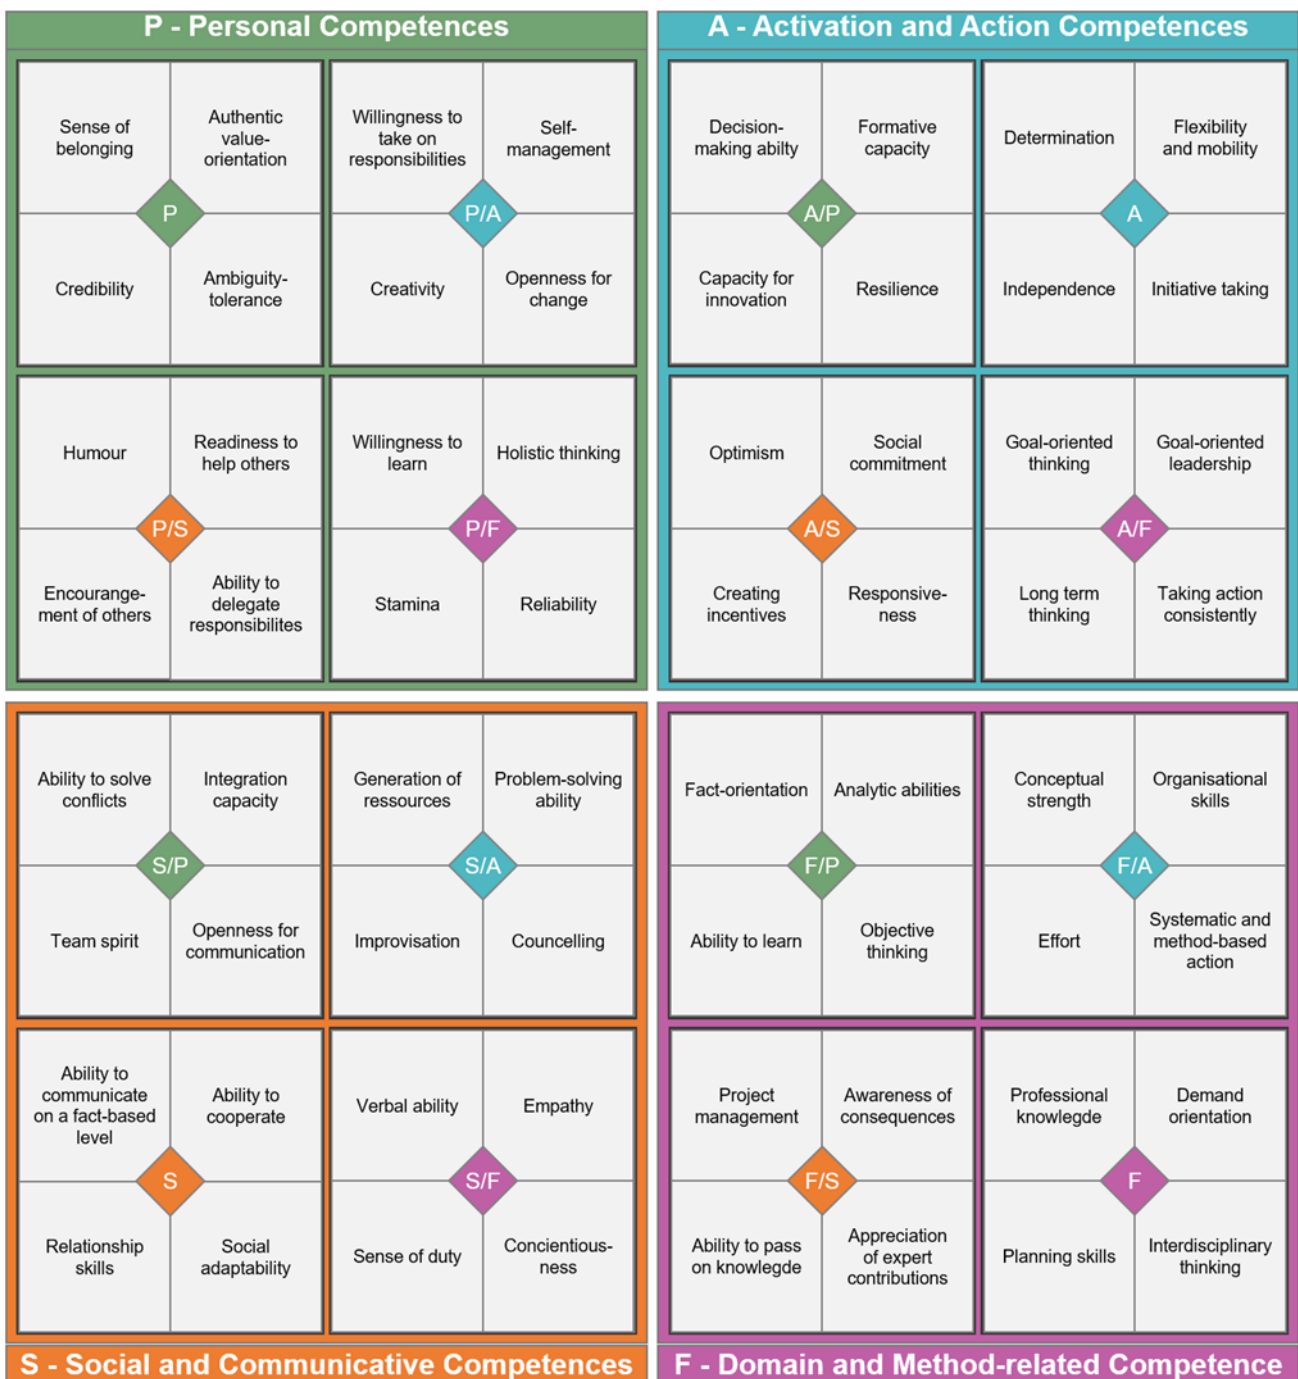 P - Personal Competences
Sense of
belonging
Authentic
value-
orientation
P
Credibility
Ambiguity-
tolerance
Willingness to
take on
responsibilities
Self-
management
P/A
Creativity
Openness for
change
Humour
Readiness to
help others
P/S
Encourange-
ment of others
Ability to
delegate
responsibilites
Willingness to
learn
Holistic thinking
P/F
Stamina
Reliability
A - Activation and Action Competences
Decision-
making abilty
Formative
capacity
A/P
Capacity for
innovation
Resilience
Determination
Flexibility
and mobility
A
Independence
Initiative taking
Optimism
Social
commitment
A/S
Creating
incentives
Responsive-
ness
Goal-oriented
thinking
Goal-oriented
leadership
A/F
Long term
thinking
Taking action
consistently
Ability to solve
conflicts
Integration
capacity
S/P
Team spirit
Openness for
communication
Generation of
ressources
Problem-solving
ability
S/A
Improvisation
Councelling
Ability to
communicate
on a fact-based
level
Ability to
cooperate
S
Relationship
skills
Social
adaptability
Verbal ability
Empathy
S/F
Sense of duty
Concientious-
ness
S - Social and Communicative Competences
Fact-orientation
Analytic abilities
F/P
Ability to learn
Objective
thinking
Conceptual
strength
Organisational
skills
F/A
Effort
Systematic and
method-based
action
Project
management
Awareness of
consequences
F/S
Ability to pass
on knowlegde
Appreciation
of expert
contributions
Professional
knowlegde
Demand
orientation
F
Planning skills
Interdisciplinary
thinking
F - Domain and Method-related Competence